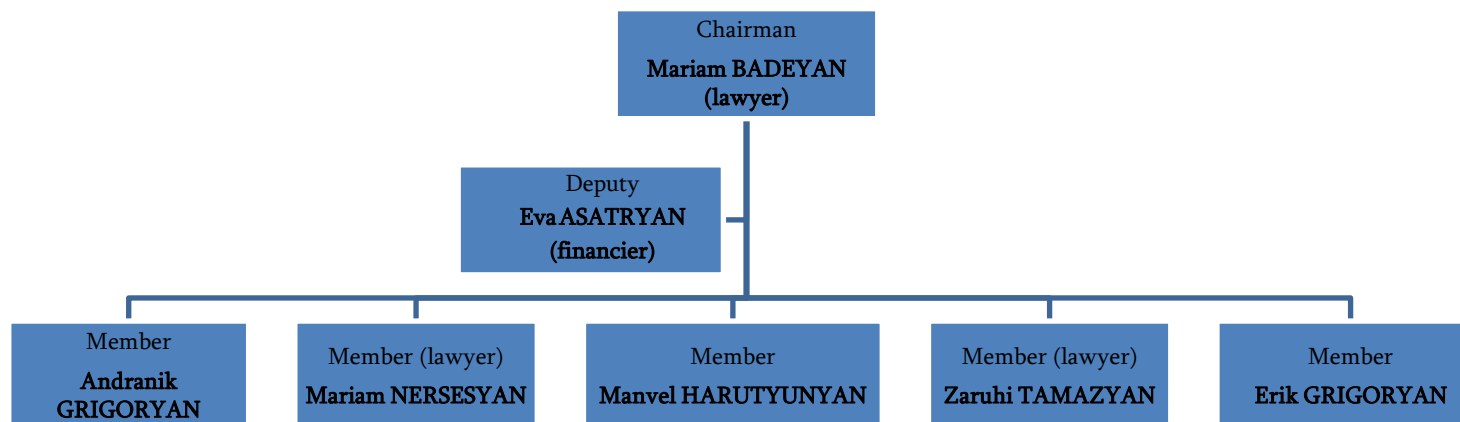 Chairman
Mariam BADEYAN
(lawyer)
Deputy
Eva ASATRYAN
(financier)
Member
Andranik
GRIGORYAN
Member (lawyer)
Mariam NERSESYAN
Member
Manvel HARUTYUNYAN
Member (lawyer)
Zaruhi TAMAZYAN
Member
Erik GRIGORYAN